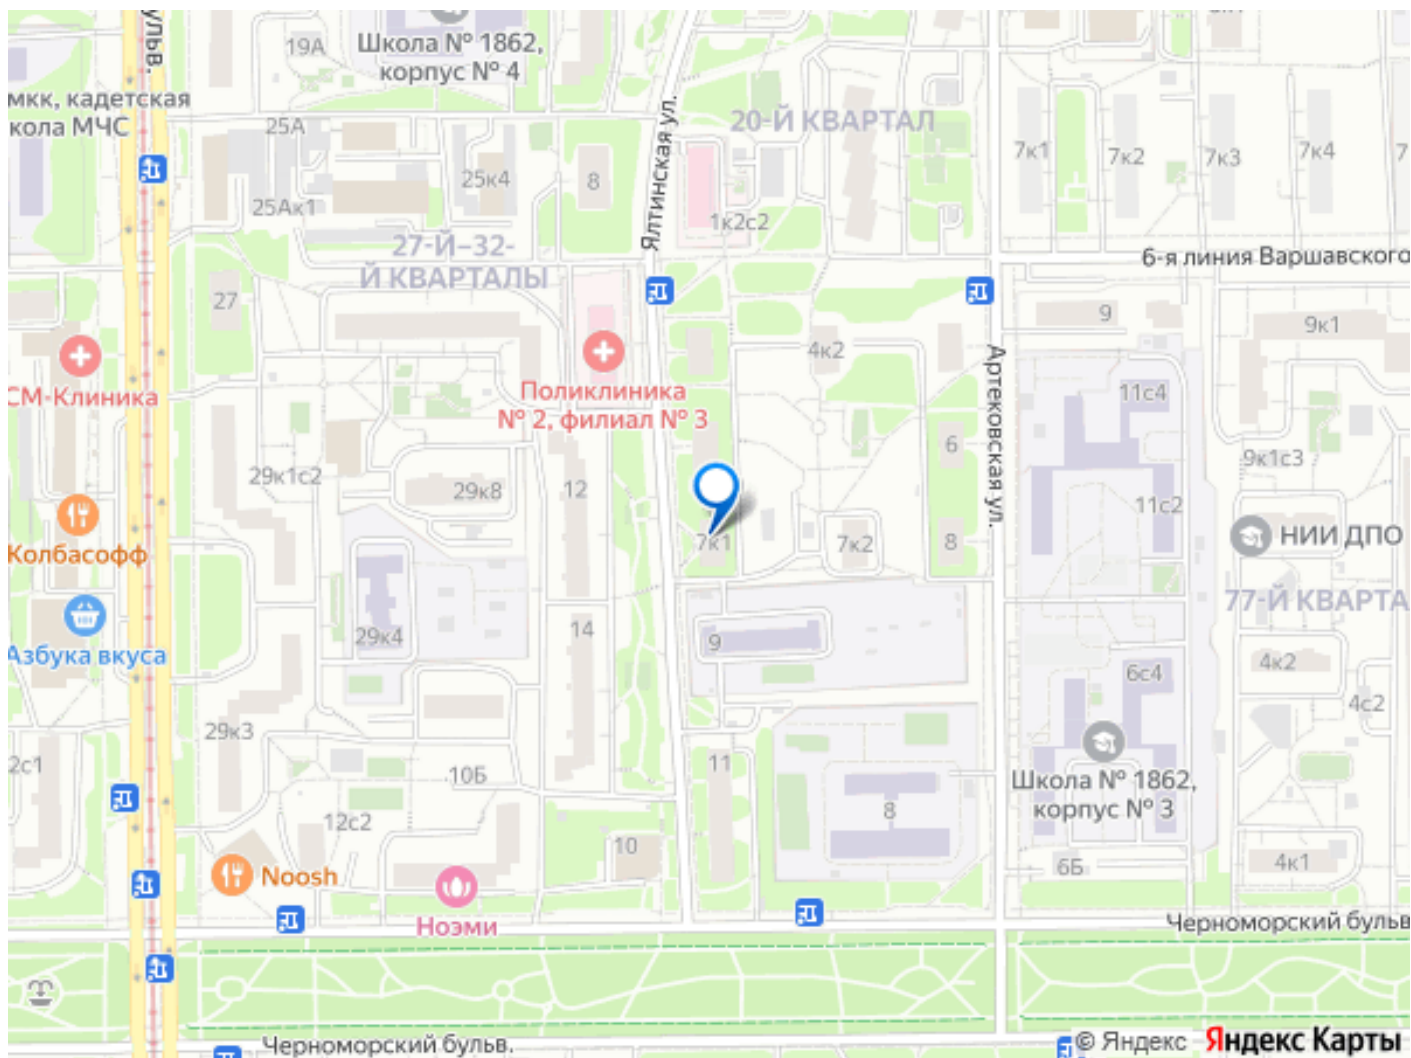 ульв.
19А
Школа № 1862,
корпус № 4
мкк, кадетская
кола МЧС
25А
25к4
8
25Ак1
Ялтинская ул.
20-Й КВАРТАЛ
1к2с2
7к1
7к2
7к3
7к4
7
27-Й–32-
Й КВАРТАЛЫ
6-я линия Варшавского
27
9
9к1
4к2
СМ-Клиника
Поликлиника
№ 2, филиал № 3
Артековская ул.
11с4
6
9к1с3
29к1с2
29к8
12
11с2
Колбасофф
7к1
7к2
8
НИИ ДПО
77-Й КВАРТА
Азбука вкуса
29к4
14
9
4к2
6с4
4с2
29к3
2с1
10Б
11
Школа № 1862,
корпус № 3
12с2
8
10
6Б
4к1
Noosh
Ноэми
Черноморский бульв
Черноморский бульв.
© Яндекс Яндекс Карты